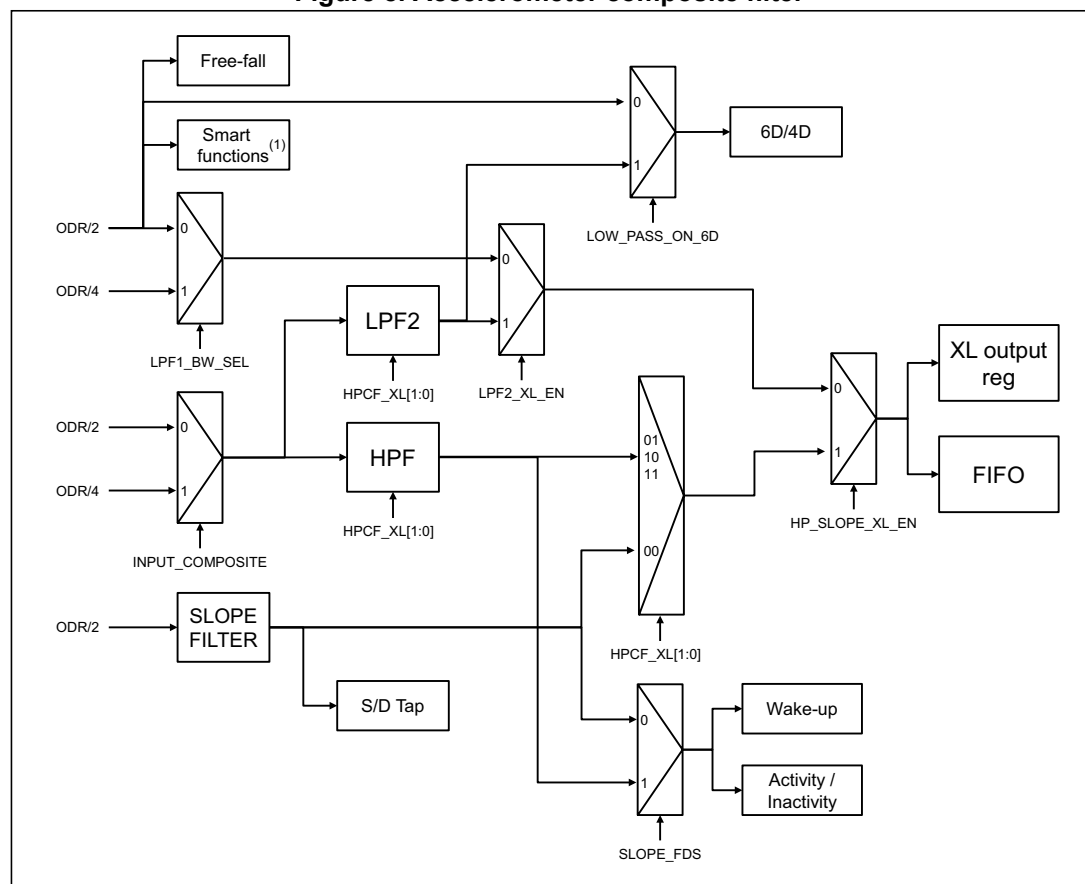 Figure 5. Accelerometer composite filter
Free-fall
Smart
functions(1)
0
1
6D/4D
LOW_PASS_ON_6D
ODR/2
0
ODR/4
1
LPF1_BW_SEL
LPF2
HPCF_XL[1:0]
0
1
LPF2_XL_EN
XL output
reg
FIFO
0
1
HP_SLOPE_XL_EN
ODR/2
0
ODR/4
1
INPUT_COMPOSITE
HPF
HPCF_XL[1:0]
01
10
11
00
HPCF_XL[1:0]
ODR/2
SLOPE
FILTER
S/D Tap
0
1
SLOPE_FDS
Wake-up
Activity /
Inactivity